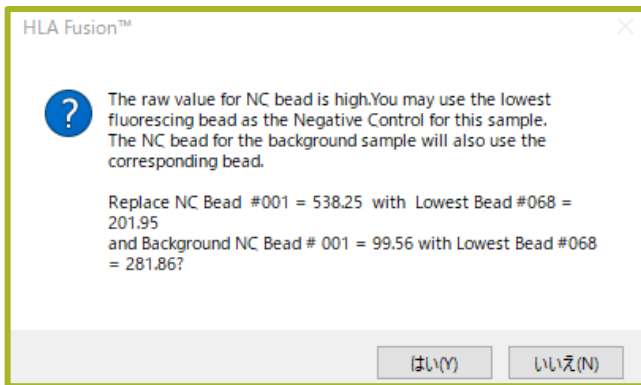 HLA Fusion™
The raw value for NC bead is high.You may use the lowest
fluorescing bead as the Negative Control for this sample.
The NC bead for the background sample will also use the
corresponding bead.
Replace NC Bead #001 = 538.25 with Lowest Bead #068 =
201.95
and Background NC Bead # 001 = 99.56 with Lowest Bead #068
= 281.86?
はい(Y)
いいえ(N)